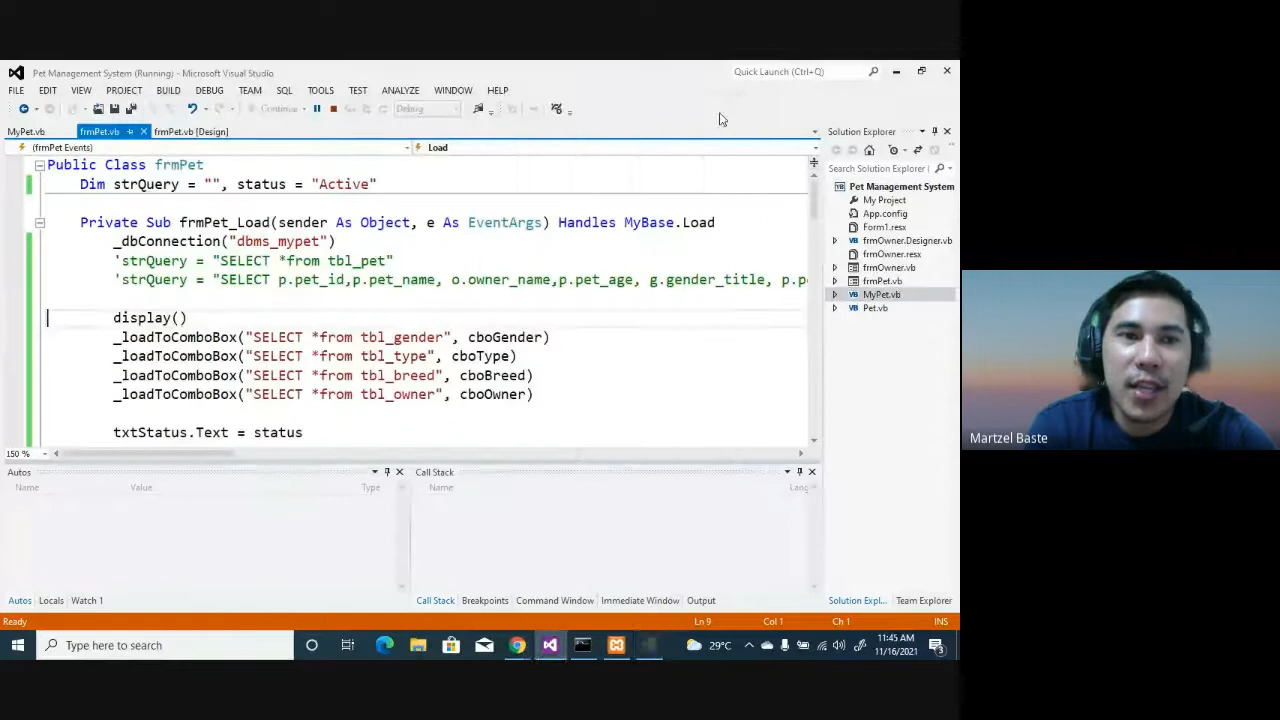 Pet Management System (Running) - Microsoft Visual Studio
Quick Launch (Ctrl+Q)
FILE EDIT VIEW PROJECT BUILD DEBUG TEAM SQL TOOLS TEST ANALYZE WINDOW HELP
Continue Debug
MyPet.vb frmPet.vb frmPet.vb [Design]
(frmPet Events) Load
Public Class frmPet
Dim strQuery = "", status = "Active"
Private Sub frmPet_Load(sender As Object, e As EventArgs) Handles MyBase.Load
_dbConnection("dbms_mypet")
'strQuery = "SELECT *from tbl_pet"
'strQuery = "SELECT p.pet_id,p.pet_name, o.owner_name,p.pet_age, g.gender_title, p.p
display()
_loadToComboBox("SELECT *from tbl_gender", cboGender)
_loadToComboBox("SELECT *from tbl_type", cboType)
_loadToComboBox("SELECT *from tbl_breed", cboBreed)
_loadToComboBox("SELECT *from tbl_owner", cboOwner)
txtStatus.Text = status
150 %
Solution Explorer
Search Solution Explorer (
Pet Management System
My Project
App.config
Form1.resx
frmOwner.Designer.vb
frmOwner.resx
frmOwner.vb
frmPet.vb
MyPet.vb
Pet.vb
Autos
Name Value Type
Call Stack
Name Lang
Autos Locals Watch 1
Call Stack Breakpoints Command Window Immediate Window Output
Solution Expl... Team Explorer
Ready Ln 9 Col 1 Ch 1 INS
Type here to search
29°C
11:45 AM
11/16/2021
3
Martzel Baste